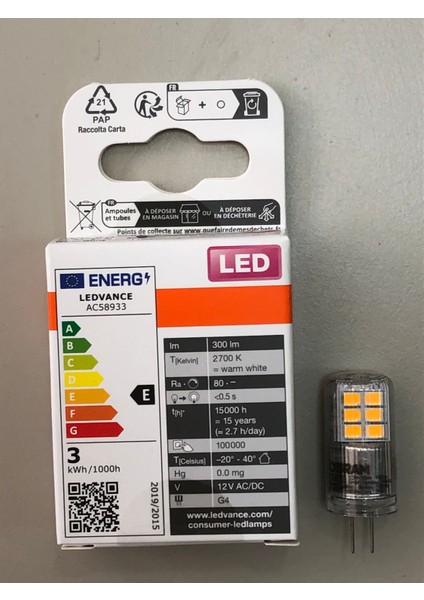 21
PAP
Raccolta Carta
FR
+
FR
Ampoules
et tubes
À DÉPOSER
EN MAGASIN
OU
À DÉPOSER
EN DÉCHÈTERIE
Points de collecte sur www.quefairedemesdechets.fr
ENERG
LEDVANCE
AC58933
A
B
C
D
E
F
G
E
3
kWh/1000h
2019/2015
LED
lm 300 lm
T[Kelvin] 2700 K
= warm white
Ra 80 -
<0.5 s
t[h]* 15000 h
= 15 years
(= 2.7 h/day)
100000
T[Celsius] -20° - 40°
Hg 0.0 mg
V 12V AC/DC
G4
www.ledvance.com/
consumer-ledlamps
OSRAM